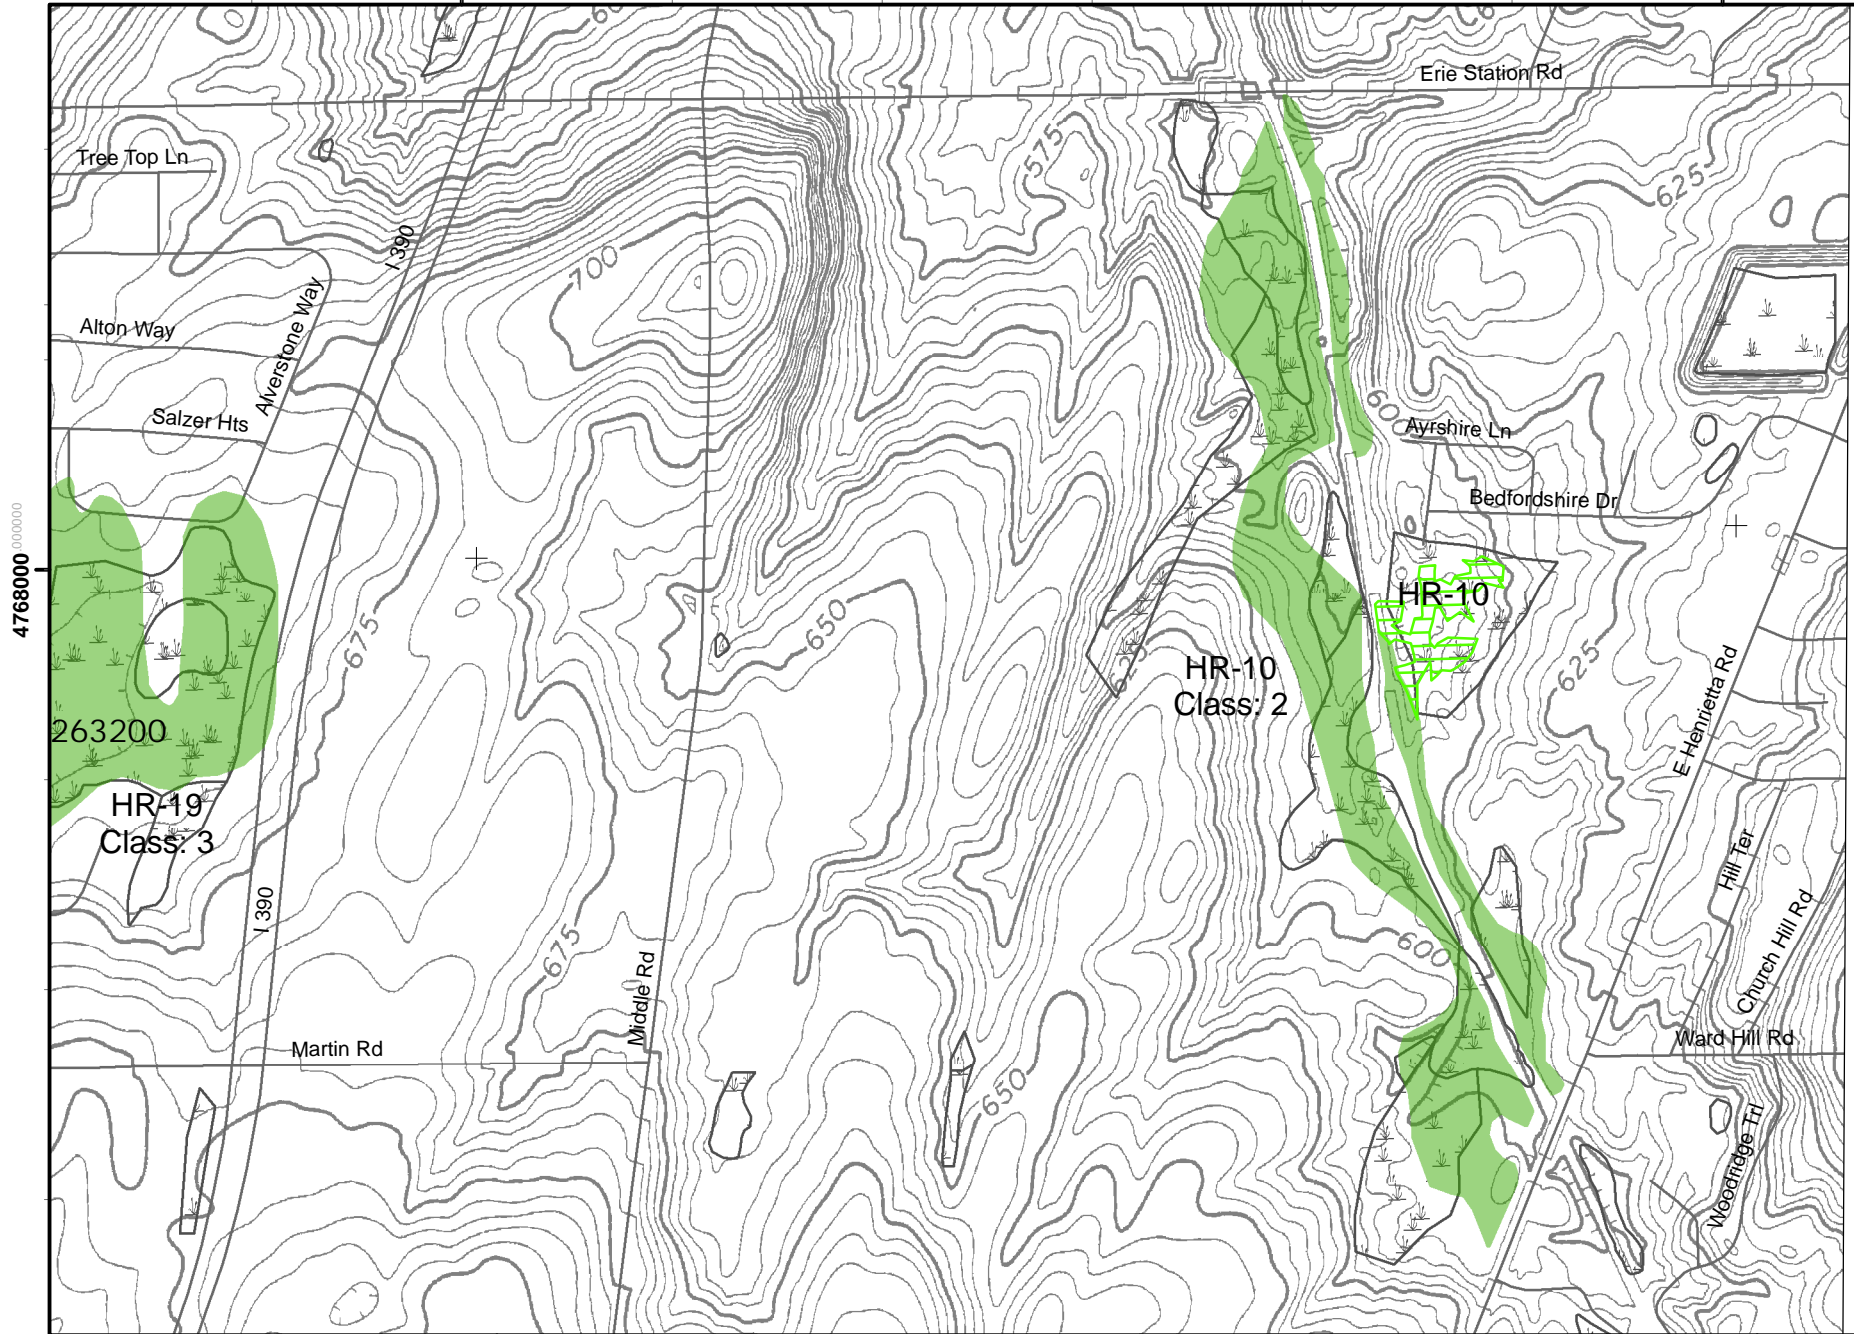 Erie Station Rd
575
Tree Top Ln
625
I 390
700
Alverstone Way
Alton Way
600
Salzer Hts
Ayrshire Ln
Bedfordshire Dr
4768000000000
HR-10
675
650
625
HR-10
Class: 2
625
E Henrietta Rd
263200
HR-19
Class: 3
Hill Ter
I 390
675
600
Church Hill Rd
Middle Rd
Martin Rd
Ward Hill Rd
650
Woodridge Trl